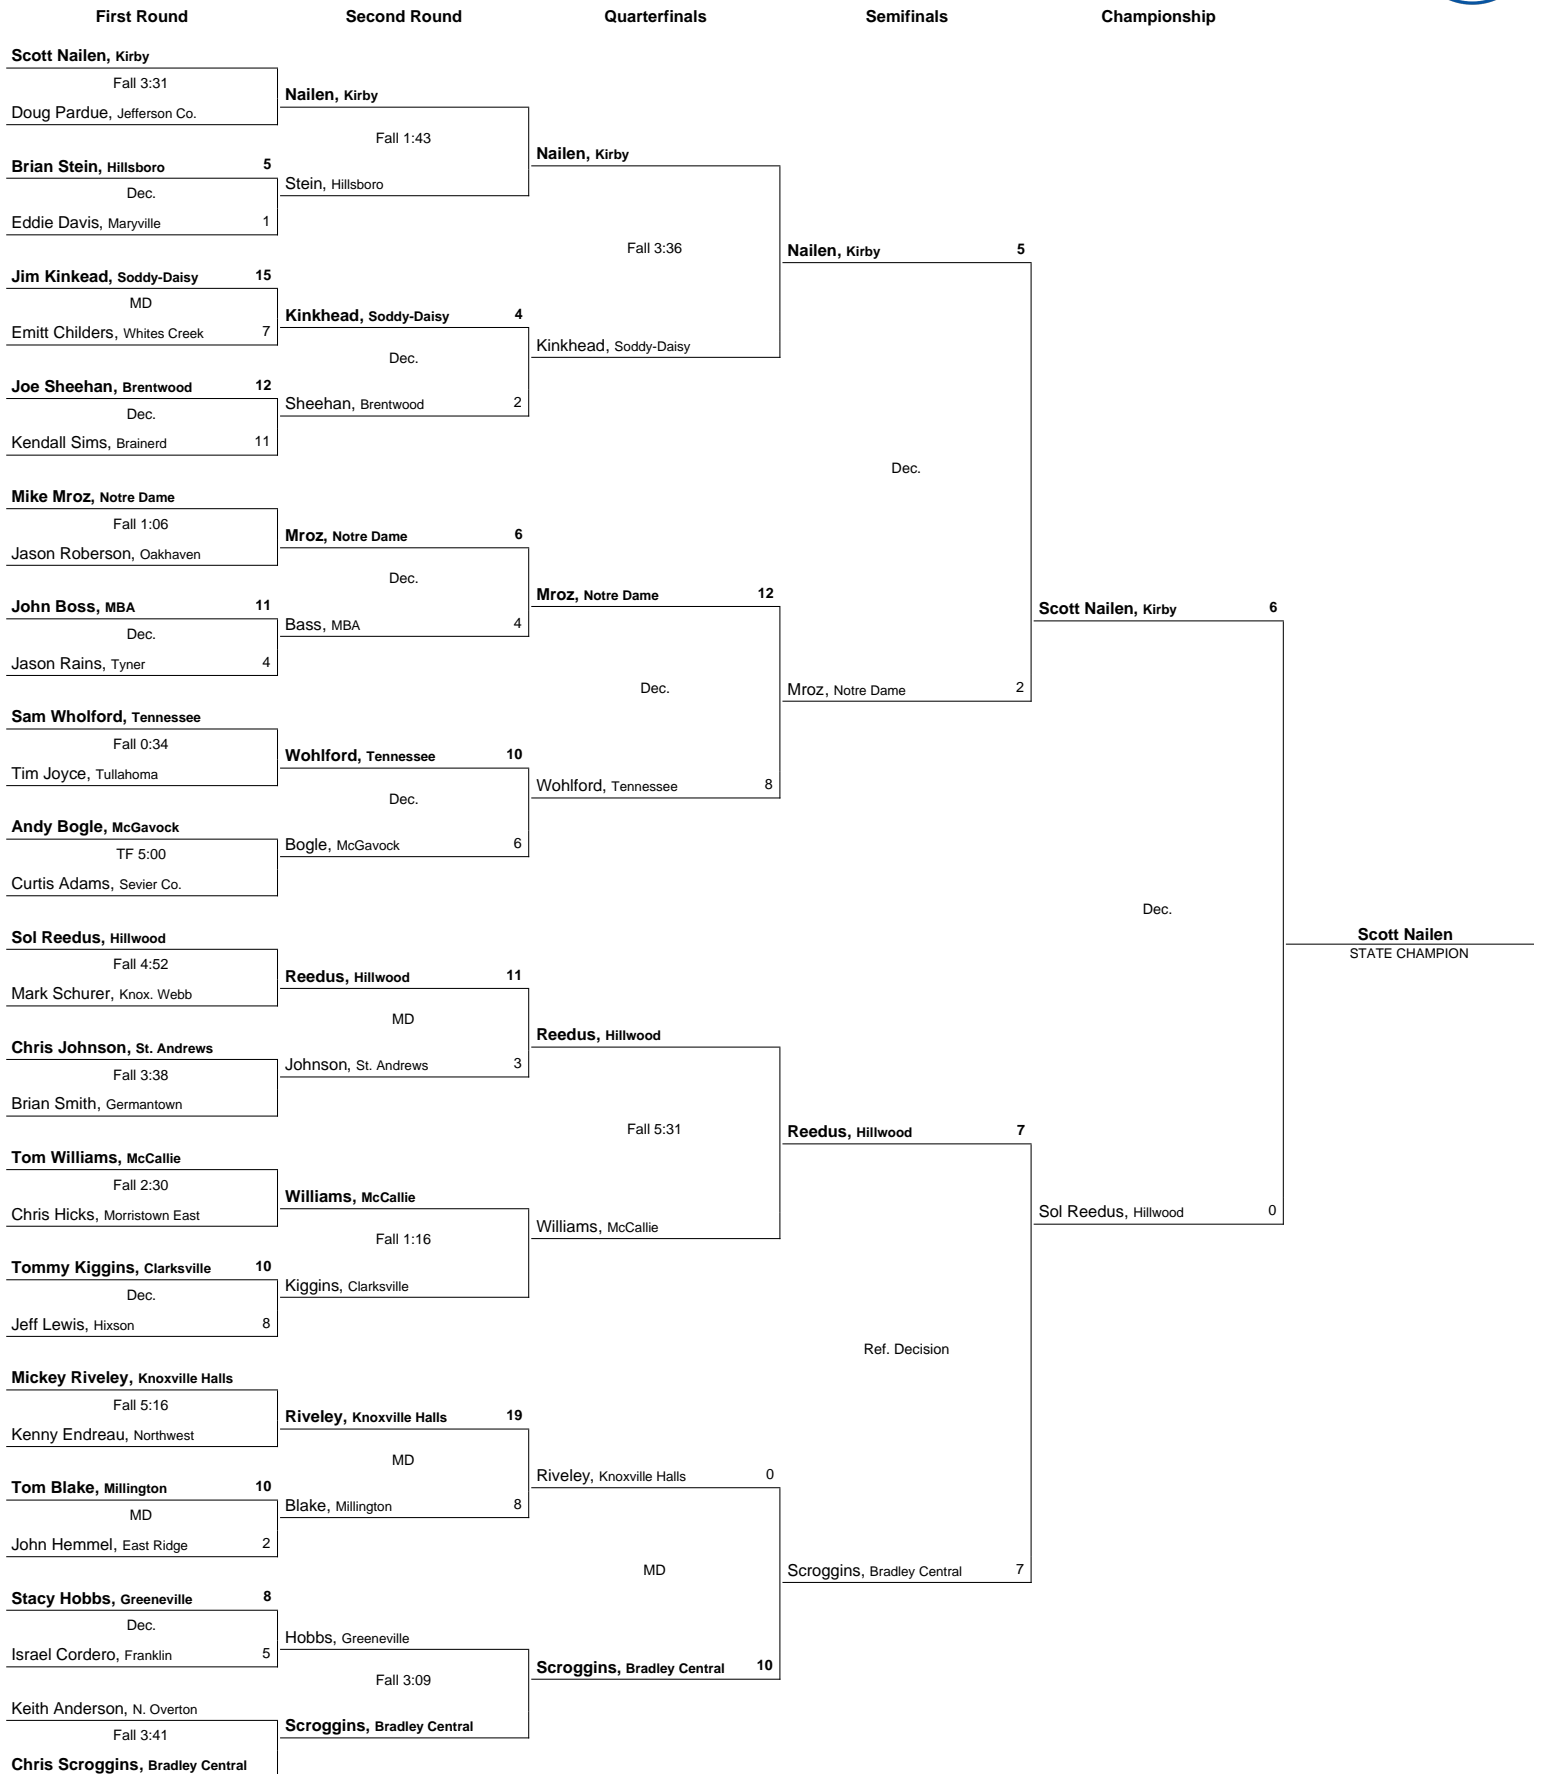 First Round Second Round Quarterfinals Semifinals Championship
Scott Nailen, Kirby
Fall 3:31
Doug Pardue, Jefferson Co.
Brian Stein, Hillsboro 5
Dec.
Eddie Davis, Maryville 1
Jim Kinkead, Soddy-Daisy 15
MD
Emitt Childers, Whites Creek 7
Joe Sheehan, Brentwood 12
Dec.
Kendall Sims, Brainerd 11
Mike Mroz, Notre Dame
Fall 1:06
Jason Roberson, Oakhaven
John Boss, MBA 11
Dec.
Jason Rains, Tyner 4
Sam Wholford, Tennessee
Fall 0:34
Tim Joyce, Tullahoma
Andy Bogle, McGavock
TF 5:00
Curtis Adams, Sevier Co.
Sol Reedus, Hillwood
Fall 4:52
Mark Schurer, Knox. Webb
Chris Johnson, St. Andrews
Fall 3:38
Brian Smith, Germantown
Tom Williams, McCallie
Fall 2:30
Chris Hicks, Morristown East
Tommy Kiggins, Clarksville 10
Dec.
Jeff Lewis, Hixson 8
Mickey Riveley, Knoxville Halls
Fall 5:16
Kenny Endreau, Northwest
Tom Blake, Millington 10
MD
John Hemmel, East Ridge 2
Stacy Hobbs, Greeneville 8
Dec.
Israel Cordero, Franklin 5
Keith Anderson, N. Overton
Fall 3:41
Chris Scroggins, Bradley Central
Nailen, Kirby
Fall 1:43
Stein, Hillsboro
Kinkhead, Soddy-Daisy 4
Dec.
Sheehan, Brentwood 2
Mroz, Notre Dame 6
Dec.
Bass, MBA 4
Wohlford, Tennessee 10
Dec.
Bogle, McGavock 6
Reedus, Hillwood 11
MD
Johnson, St. Andrews 3
Williams, McCallie
Fall 1:16
Kiggins, Clarksville
Riveley, Knoxville Halls 19
MD
Blake, Millington 8
Hobbs, Greeneville
Fall 3:09
Scroggins, Bradley Central
Nailen, Kirby
Fall 3:36
Kinkhead, Soddy-Daisy
Mroz, Notre Dame 12
Dec.
Wohlford, Tennessee 8
Reedus, Hillwood
Fall 5:31
Williams, McCallie
Riveley, Knoxville Halls 0
MD
Scroggins, Bradley Central 10
Nailen, Kirby 5
Dec.
Mroz, Notre Dame 2
Reedus, Hillwood 7
Ref. Decision
Scroggins, Bradley Central 7
Scott Nailen, Kirby 6
Dec.
Sol Reedus, Hillwood 0
Scott Nailen
STATE CHAMPION